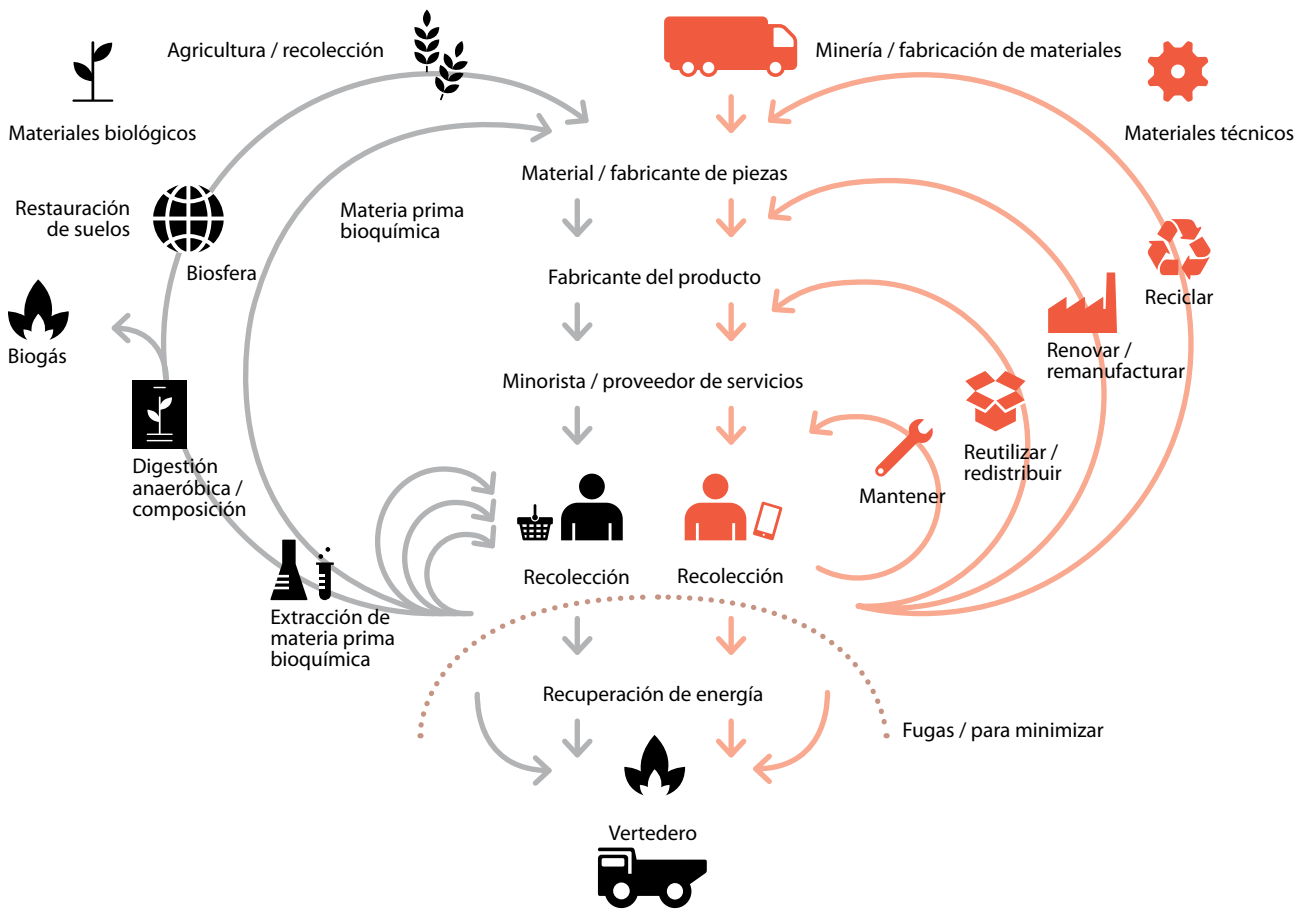 Agricultura / recolección
Minería / fabricación de materiales
Materiales biológicos
Materiales técnicos
Material / fabricante de piezas
Restauración
de suelos
Materia prima
bioquímica
Biosfera
Fabricante del producto
Reciclar
Biogás
Renovar /
remanufacturar
Minorista / proveedor de servicios
Reutilizar /
redistribuir
Digestión
anaeróbica /
composición
Mantener
Recolección
Recolección
Extracción de
materia prima
bioquímica
Recuperación de energía
Fugas / para minimizar
Vertedero